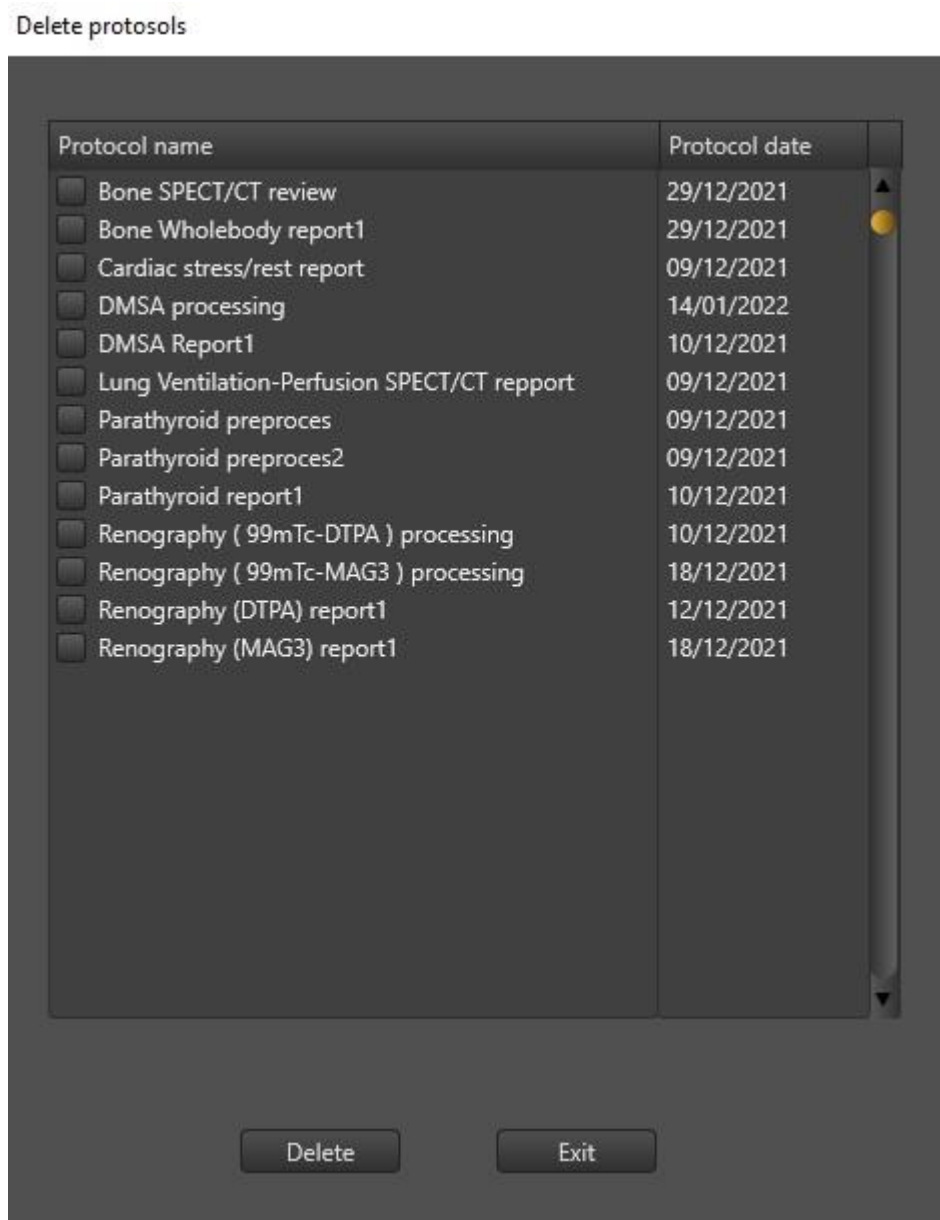 Delete protosols
Protocol name Protocol date
Bone SPECT/CT review 29/12/2021
Bone Wholebody report1 29/12/2021
Cardiac stress/rest report 09/12/2021
DMSA processing 14/01/2022
DMSA Report1 10/12/2021
Lung Ventilation-Perfusion SPECT/CT repport 09/12/2021
Parathyroid preproces 09/12/2021
Parathyroid preproces2 09/12/2021
Parathyroid report1 10/12/2021
Renography ( 99mTc-DTPA ) processing 10/12/2021
Renography ( 99mTc-MAG3 ) processing 18/12/2021
Renography (DTPA) report1 12/12/2021
Renography (MAG3) report1 18/12/2021
Delete Exit